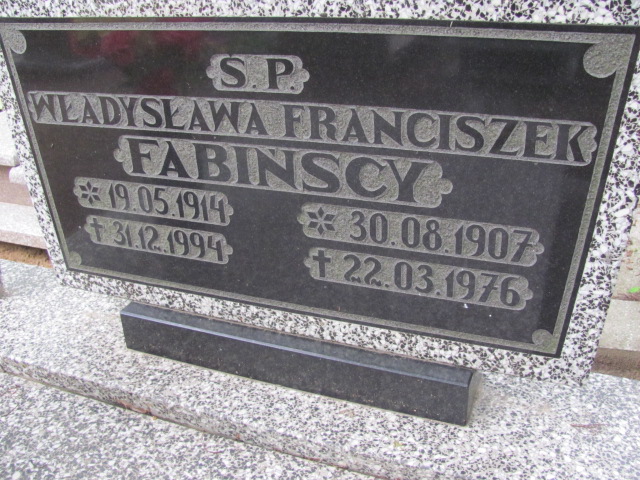 S.P.
WŁADYSŁAWA FRANCISZEK
FABINSCY
* 19.05.1914 * 30.08.1907
† 31.12.1994 † 22.03.1976